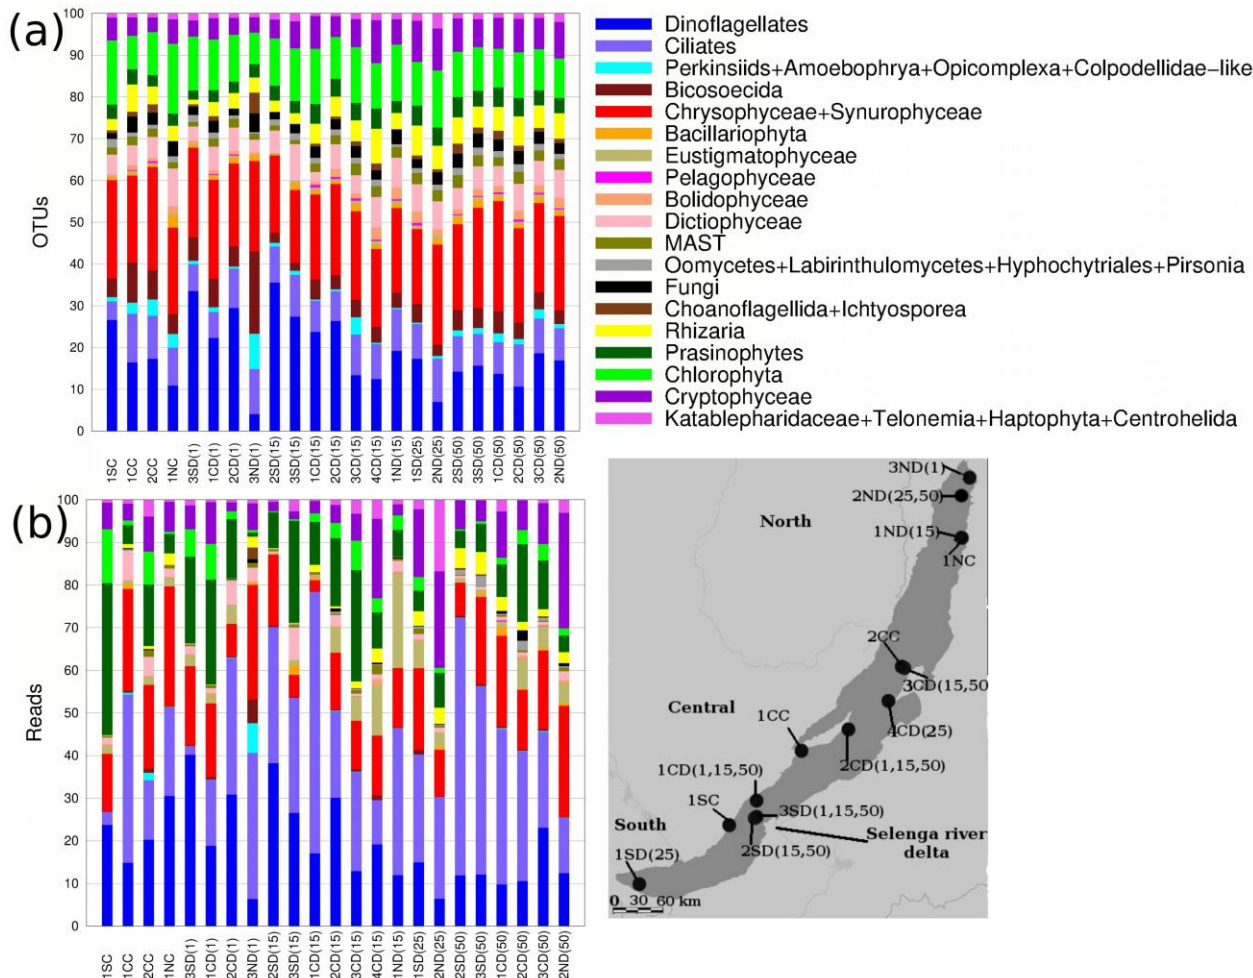 (a)
100
90
80
70
60
50
40
30
20
10
0
OTUs
1SC
1CC
2CC
1NC
3SD(1)
1CD(1)
2CD(1)
3ND(1)
2SD(15)
3SD(15)
1CD(15)
2CD(15)
3CD(15)
4CD(15)
1ND(15)
1SD(25)
2ND(25)
2SD(50)
3SD(50)
1CD(50)
2CD(50)
3CD(50)
2ND(50)
Dinoflagellates
Ciliates
Perkinsiids+Amoebophrya+Opicomplexa+Colpodellidae-like
Bicosoecida
Chrysophyceae+Synurophyceae
Bacillariophyta
Eustigmatophyceae
Pelagophyceae
Bolidophyceae
Dictiophyceae
MAST
Oomycetes+Labirinthulomycetes+Hyphochytriales+Pirsonia
Fungi
Choanoflagellida+Ichtyosporea
Rhizaria
Prasinophytes
Chlorophyta
Cryptophyceae
Katablepharidaceae+Telonemia+Haptophyta+Centrohelida
(b)
100
90
80
70
60
50
40
30
20
10
0
Reads
1SC
1CC
2CC
1NC
3SD(1)
1CD(1)
2CD(1)
3ND(1)
2SD(15)
3SD(15)
1CD(15)
2CD(15)
3CD(15)
4CD(15)
1ND(15)
1SD(25)
2ND(25)
2SD(50)
3SD(50)
1CD(50)
2CD(50)
3CD(50)
2ND(50)
3ND(1)
2ND(25,50)
North
1ND(15)
1NC
2CC
3CD(15,50
Central
4CD(25)
1CC
2CD(1,15,50)
1CD(1,15,50)
1SC
3SD(1,15,50)
South
Selenga river
delta
2SD(15,50)
1SD(25)
0 30 60 km